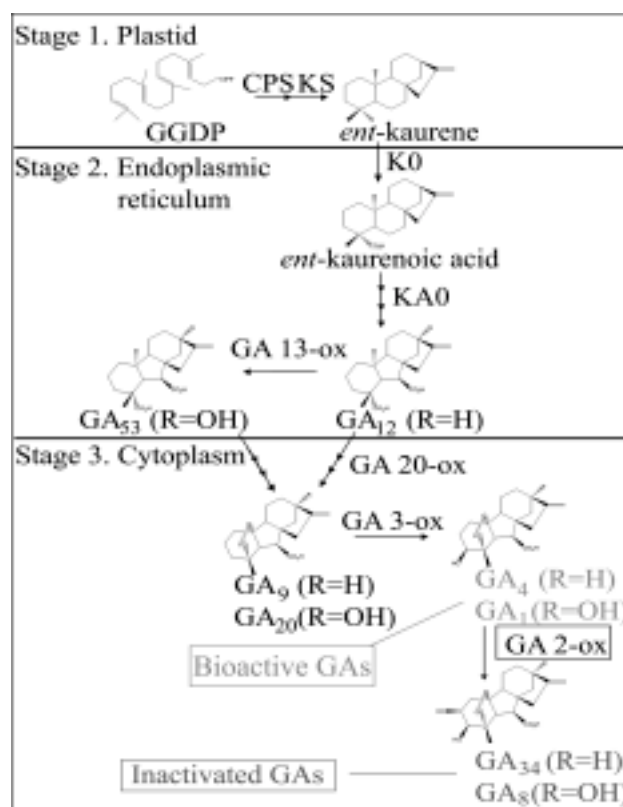 Stage 1. Plastid
CPS KS
GGDP
ent-kaurene
K0
Stage 2. Endoplasmic
reticulum
ent-kaurenoic acid
KA0
GA 13-ox
GA53 (R=OH)
GA12 (R=H)
Stage 3. Cytoplasm
GA 20-ox
GA 3-ox
GA9 (R=H)
GA20(R=OH)
GA4 (R=H)
GA1(R=OH)
Bioactive GAs
GA 2-ox
GA34 (R=H)
GA8(R=OH)
Inactivated GAs